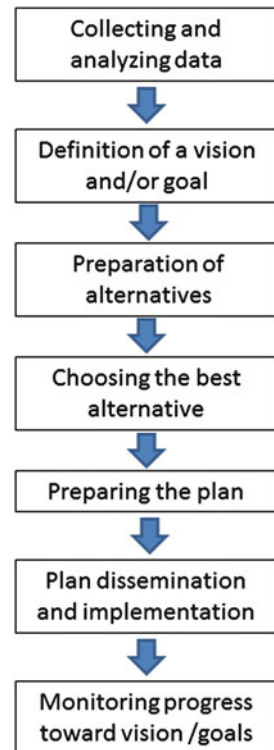 Collecting and
analyzing data
Definition of a vision
and/or goal
Preparation of
alternatives
Choosing the best
alternative
Preparing the plan
Plan dissemination
and implementation
Monitoring progress
toward vision /goals